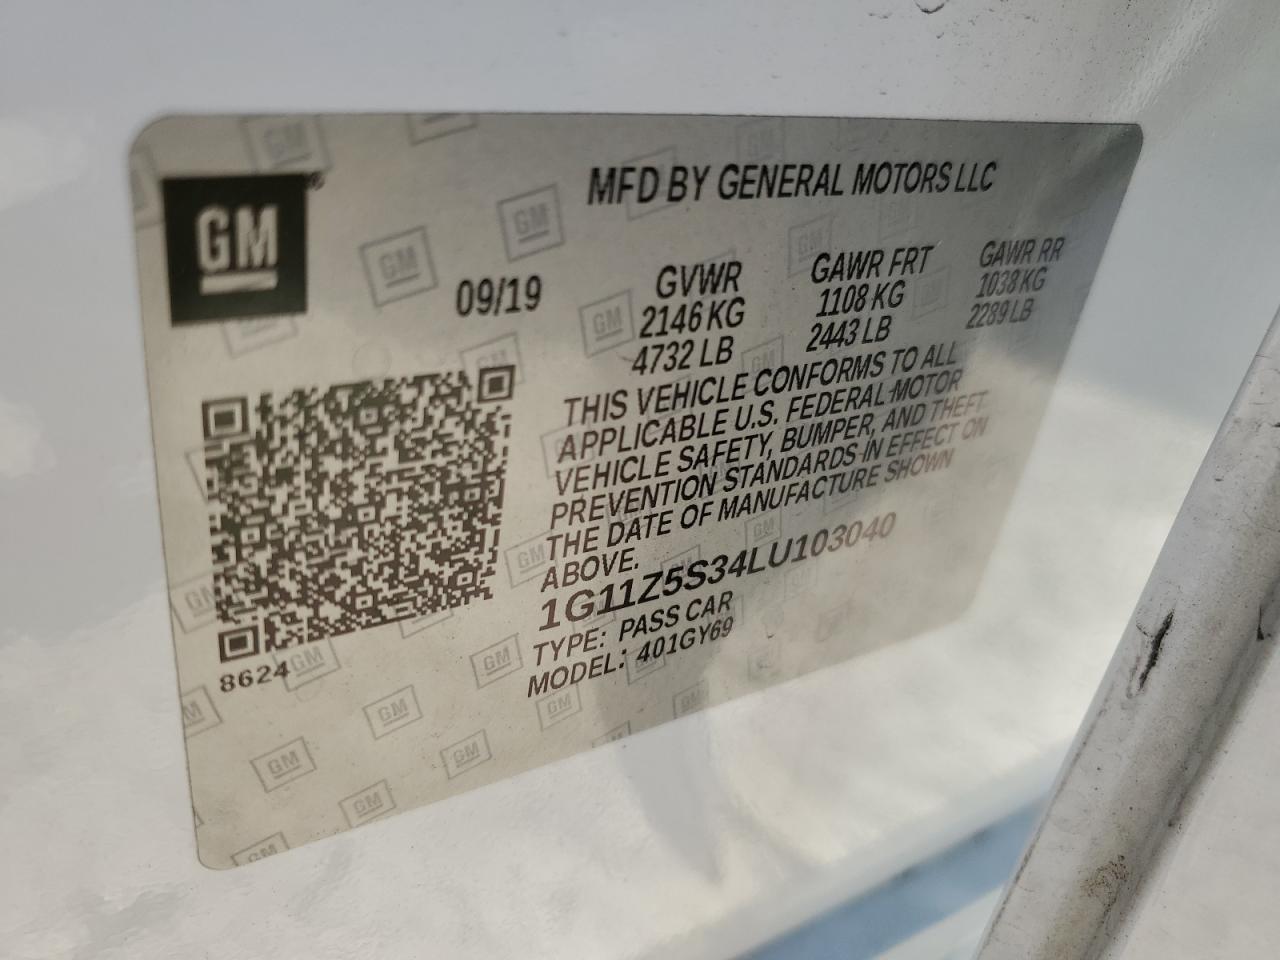 GM
MFD BY GENERAL MOTORS LLC
09/19
GVWR
2146 KG
4732 LB
GAWR FRT
1108 KG
2443 LB
GAWR RR
1038 KG
2289 LB
THIS VEHICLE CONFORMS TO ALL
APPLICABLE U.S. FEDERAL MOTOR
VEHICLE SAFETY, BUMPER, AND THEFT
PREVENTION STANDARDS IN EFFECT ON
THE DATE OF MANUFACTURE SHOWN
ABOVE.
1G11Z5S34LU103040
TYPE: PASS CAR
MODEL: 401GY69
8624